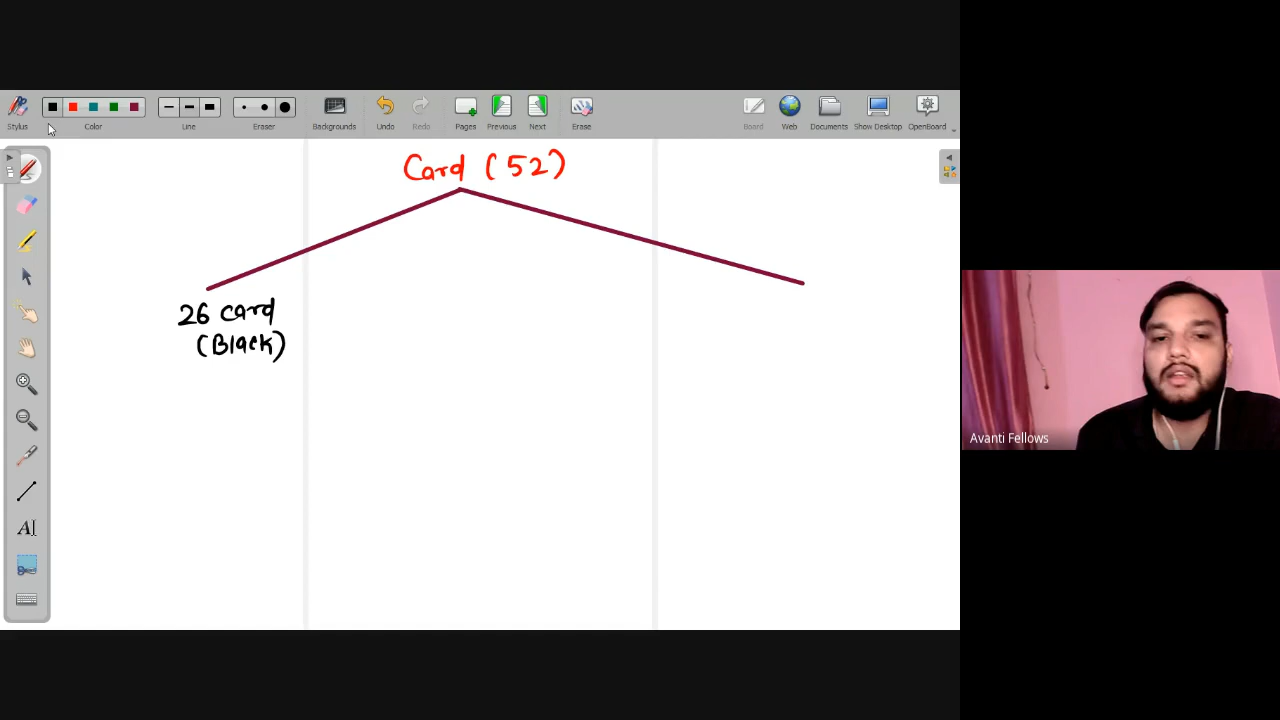 Stylus
Color
Line
Eraser
Backgrounds
Undo
Redo
Pages
Previous
Next
Erase
Board
Web
Documents
Show Desktop
OpenBoard
Card (52)
26 card
(Black)
AI
Avanti Fellows